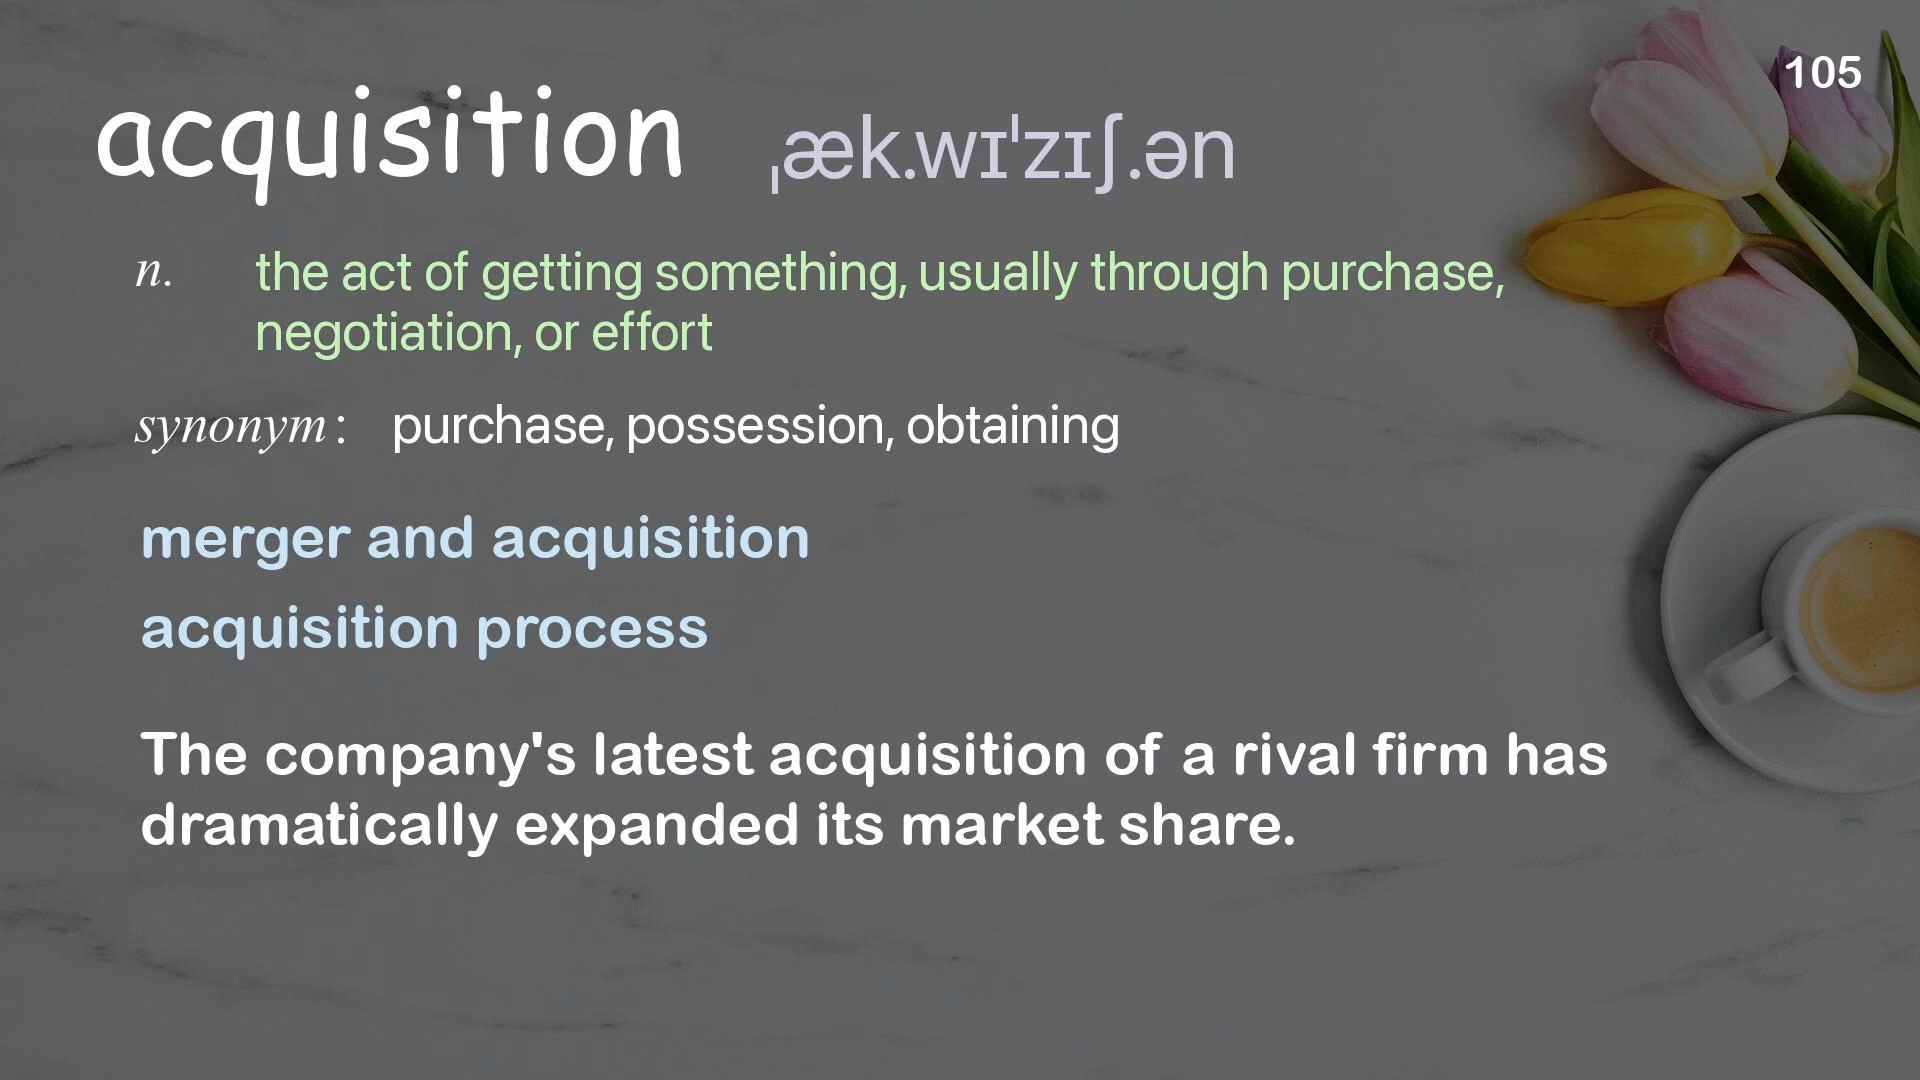 105
acquisition ˌæk.wɪˈzɪʃ.ən
n. the act of getting something, usually through purchase,
negotiation, or effort
synonym : purchase, possession, obtaining
merger and acquisition
acquisition process
The company's latest acquisition of a rival firm has
dramatically expanded its market share.